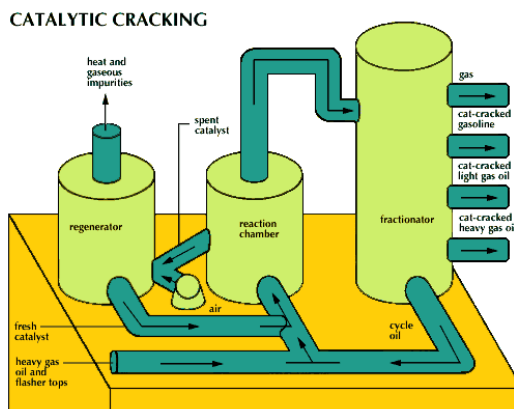 CATALYTIC CRACKING
heat and
gaseous
impurities
spent
catalyst
gas
cat-cracked
gasoline
cat-cracked
light gas oil
cat-cracked
heavy gas oil
regenerator
reaction
chamber
fractionator
air
fresh
catalyst
cycle
oil
heavy gas
oil and
flasher tops